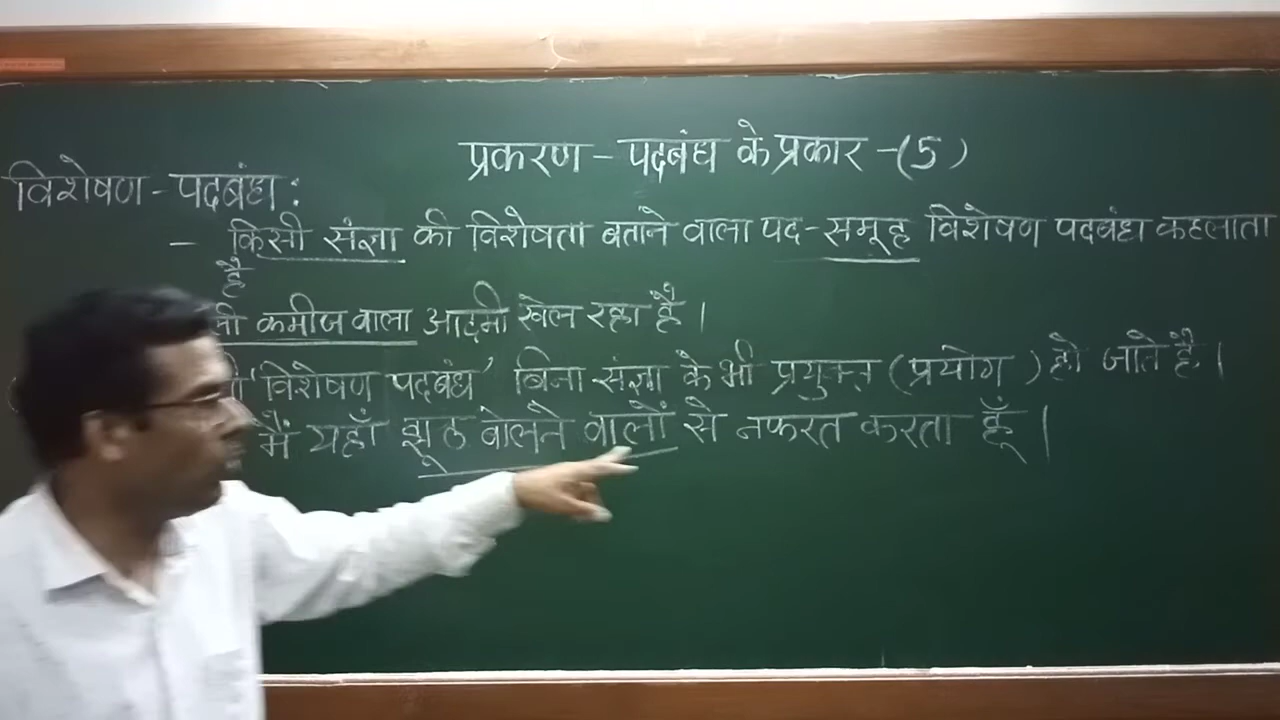 प्रकरण - पदबंध के प्रकार -(5)
विशेषण - पदबंध :
- किसी संज्ञा की विशेषता बताने वाला पद-समूह विशेषण पदबंध कहलाता
है
कमीज वाला आदमी खेल रहा है।
'विशेषण पदबंध' बिना संज्ञा के भी प्रयुक्त (प्रयोग) हो जाते है।
मैं यहाँ झूठ बोलने वालों से नफरत करता हूँ।